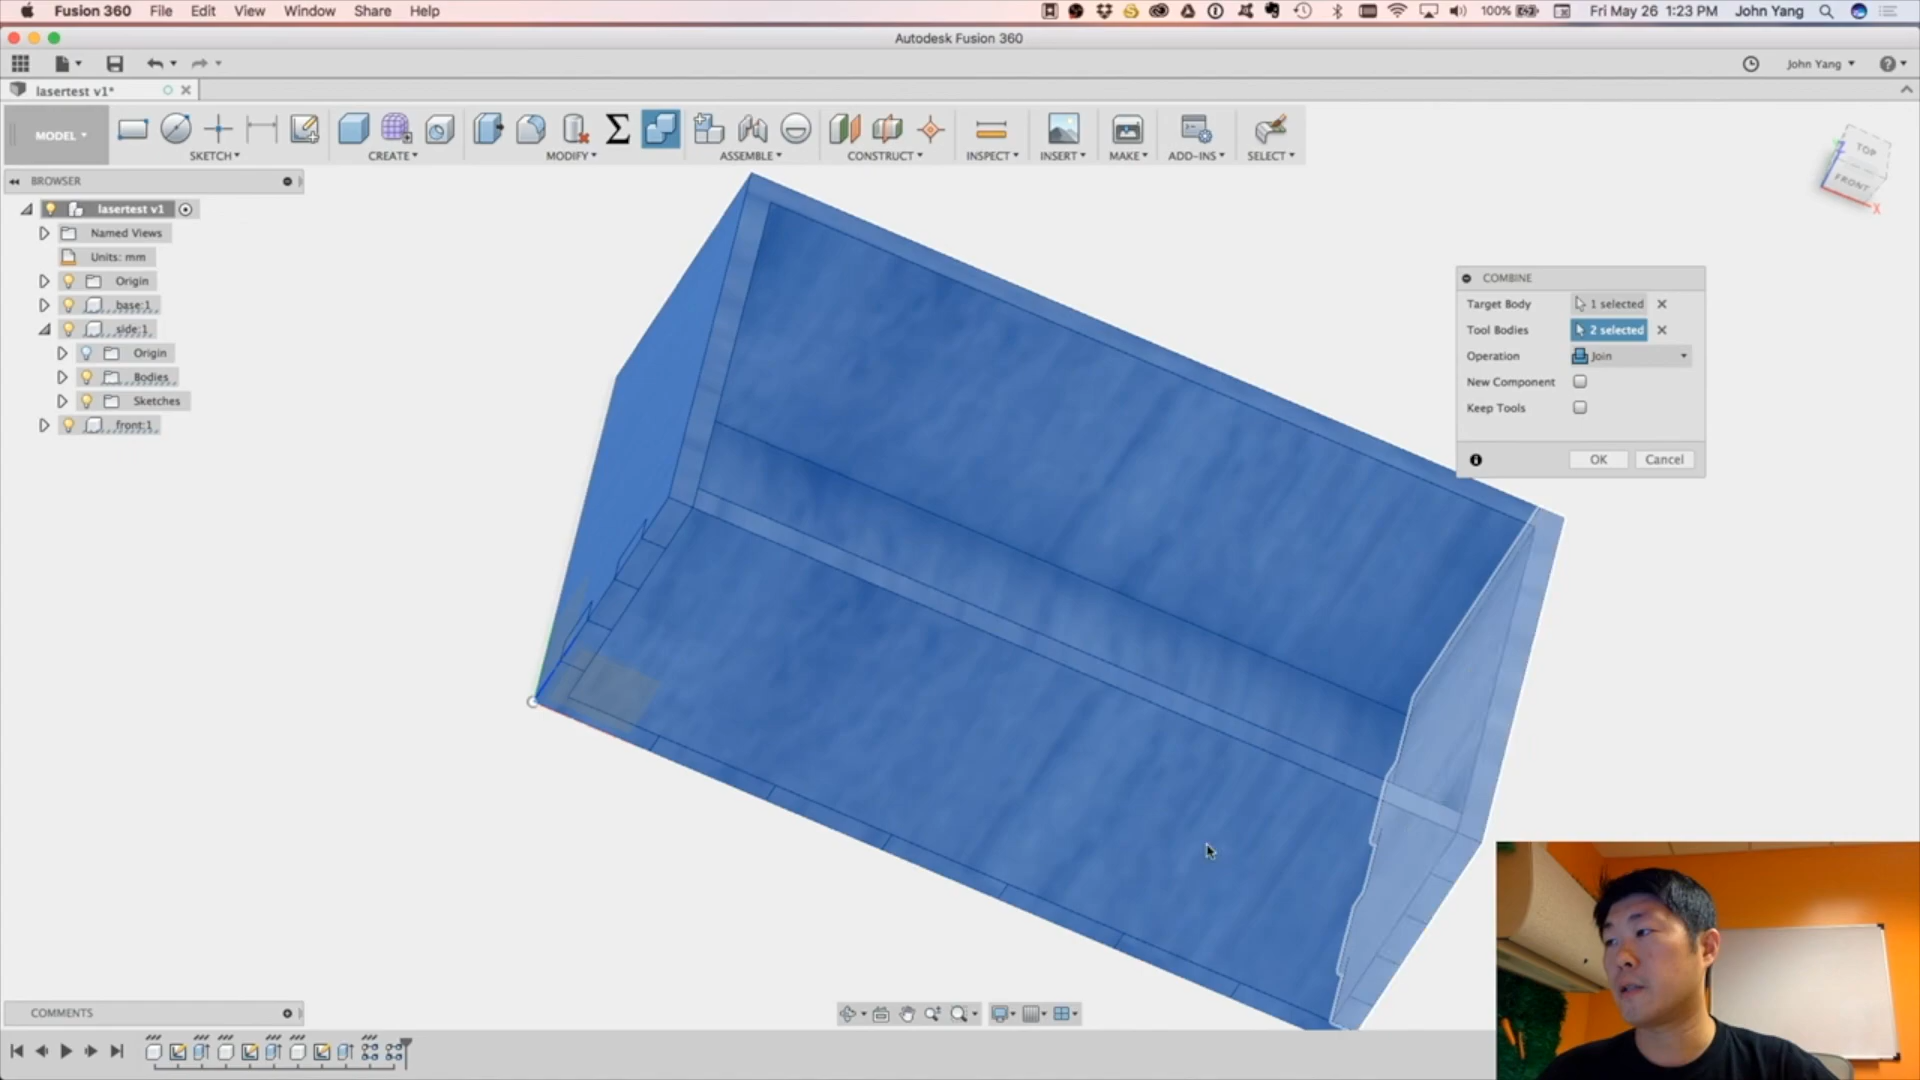 Fusion 360 File Edit View Window Share Help 100% Fri May 26 1:23 PM John Yang
Autodesk Fusion 360
John Yang
lasertest v1*
MODEL
SKETCH CREATE MODIFY ASSEMBLE CONSTRUCT INSPECT INSERT MAKE ADD-INS SELECT
TOP
FRONT
Z
X
BROWSER
lasertest v1
Named Views
Units: mm
Origin
base:1
side:1
Origin
Bodies
Sketches
front:1
COMBINE
Target Body 1 selected
Tool Bodies 2 selected
Operation Join
New Component
Keep Tools
OK Cancel
COMMENTS